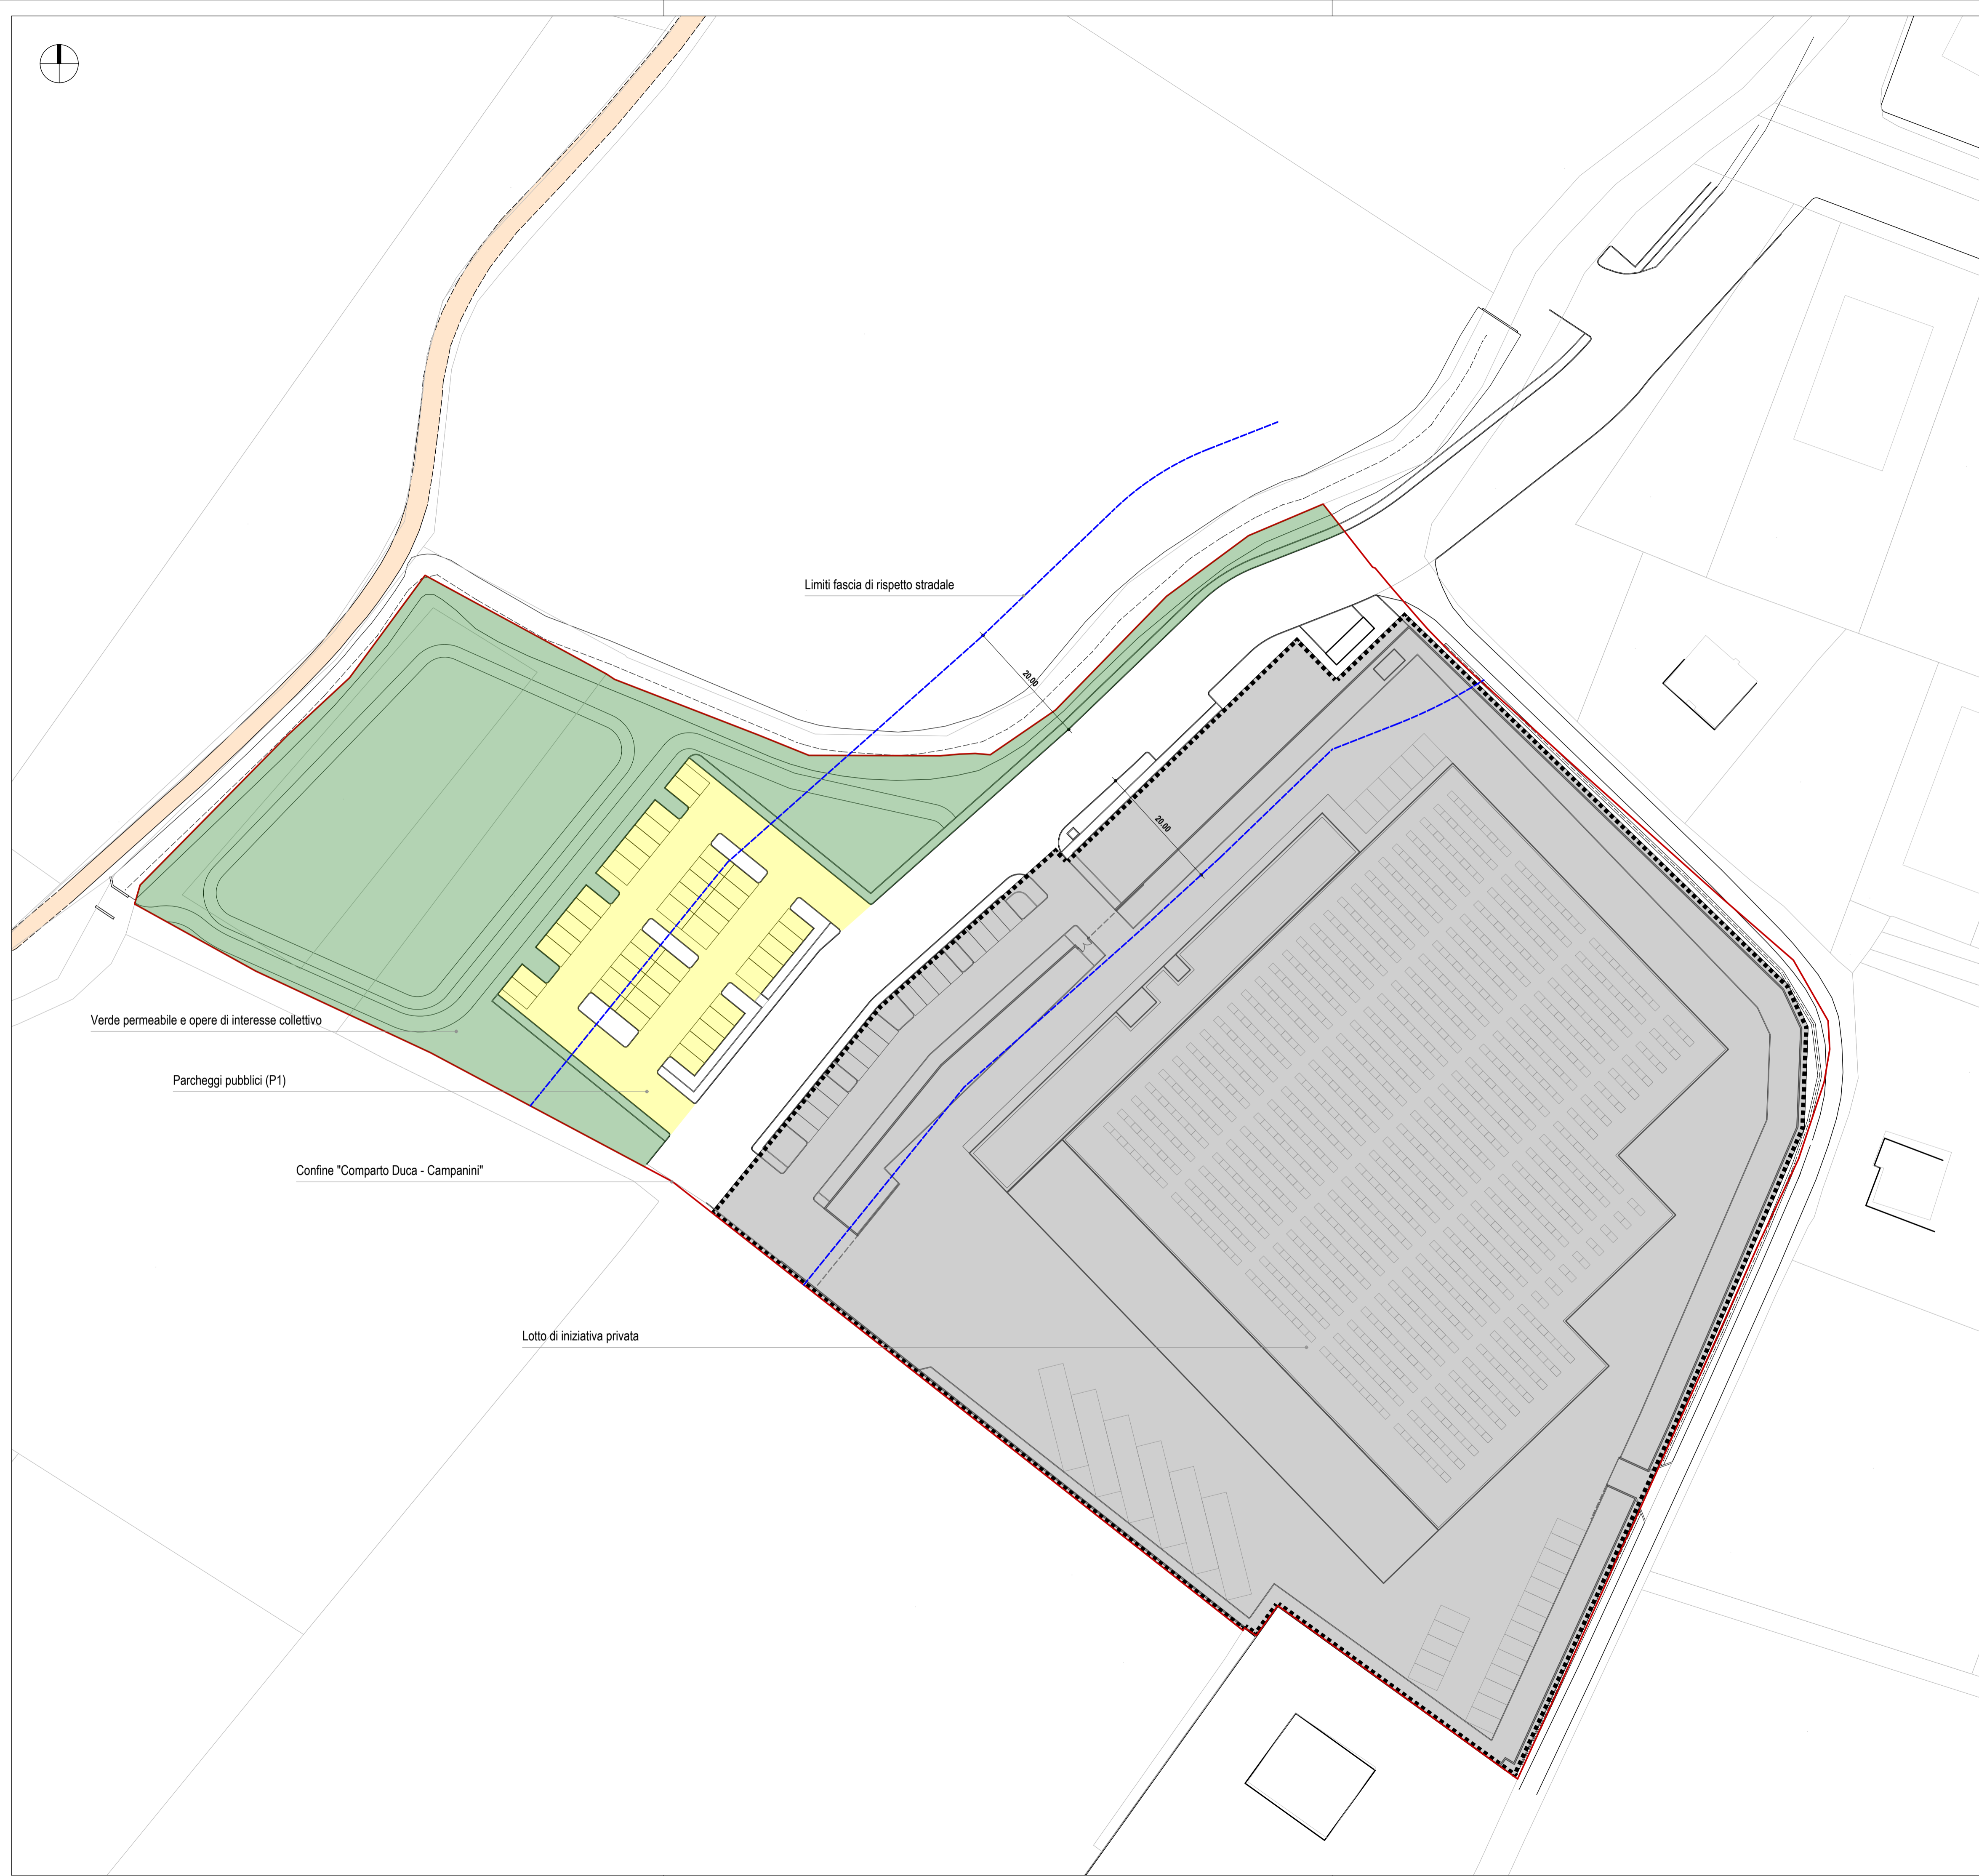 Limiti fascia di rispetto stradale
20.00
20.00
Verde permeabile e opere di interesse collettivo
Parcheggi pubblici (P1)
Confine "Comparto Duca - Campanini"
Lotto di iniziativa privata